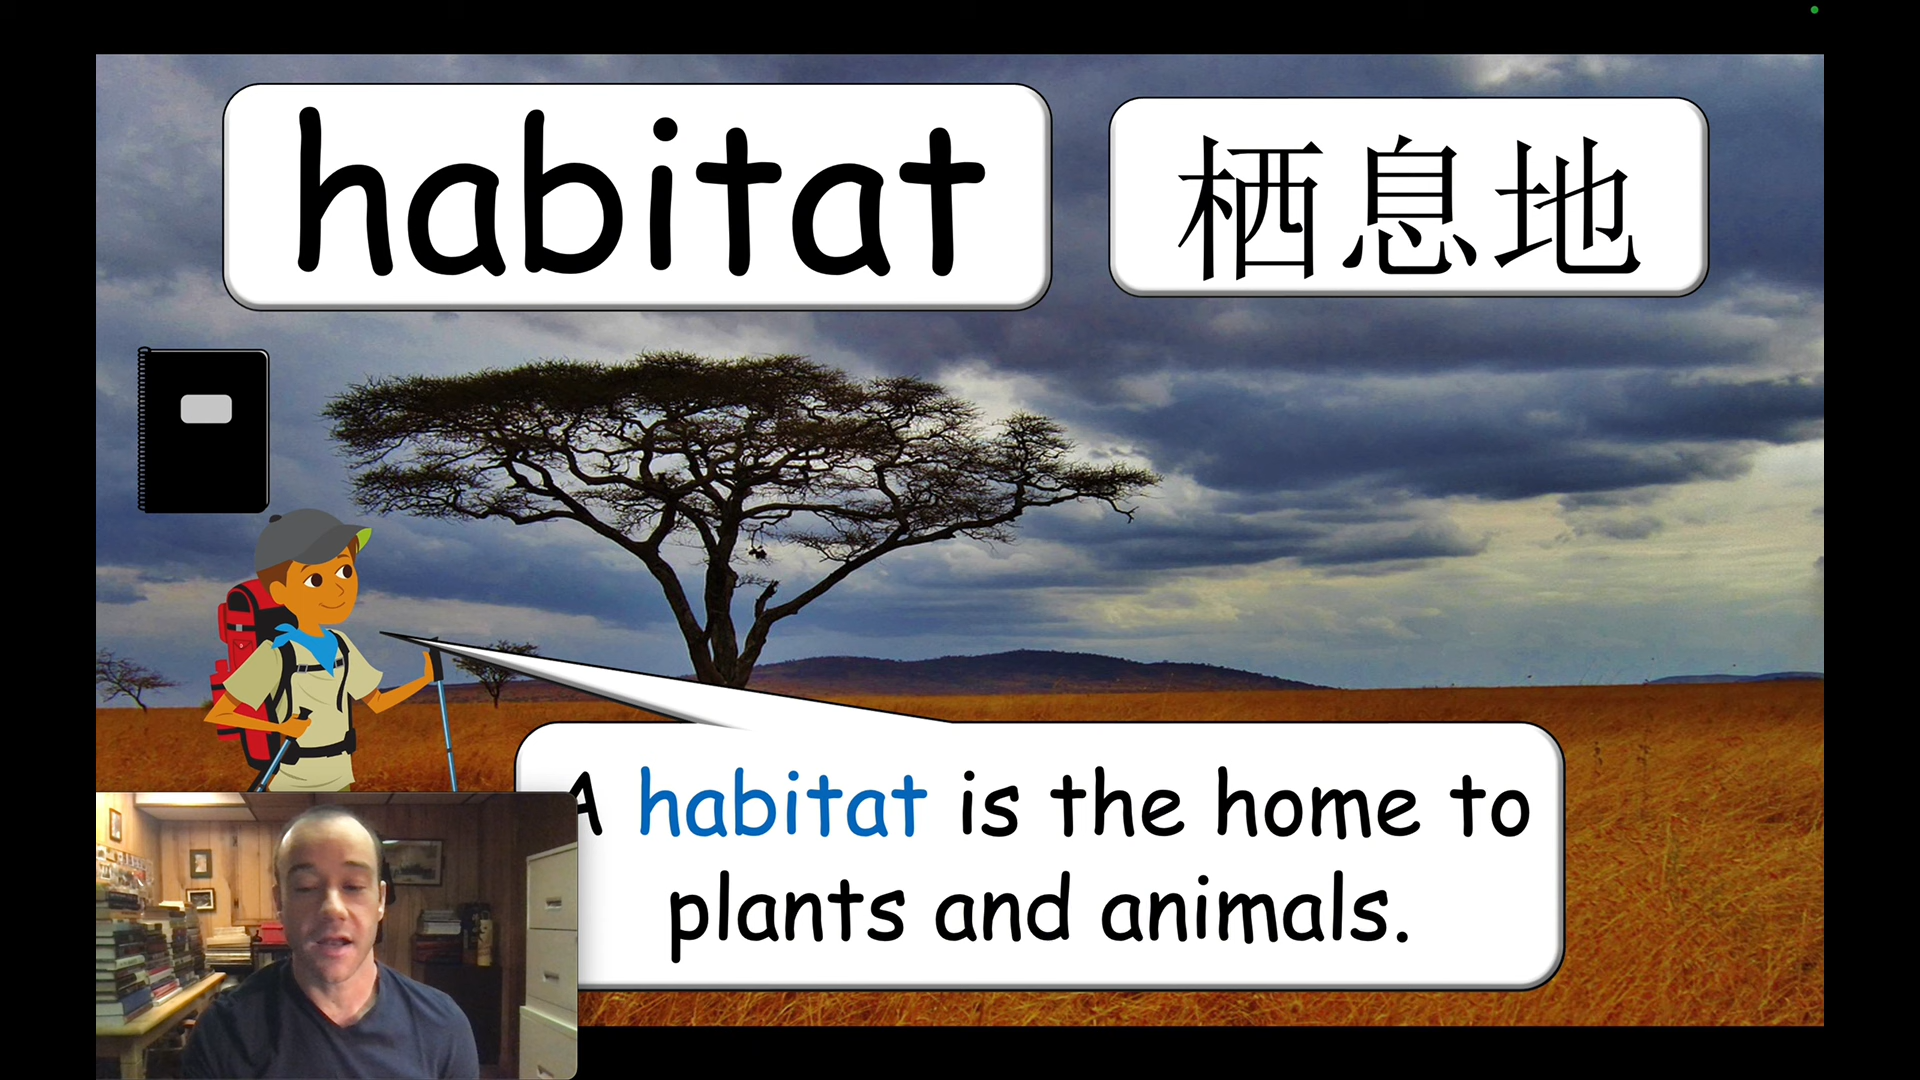 habitat
栖息地
A habitat is the home to
plants and animals.